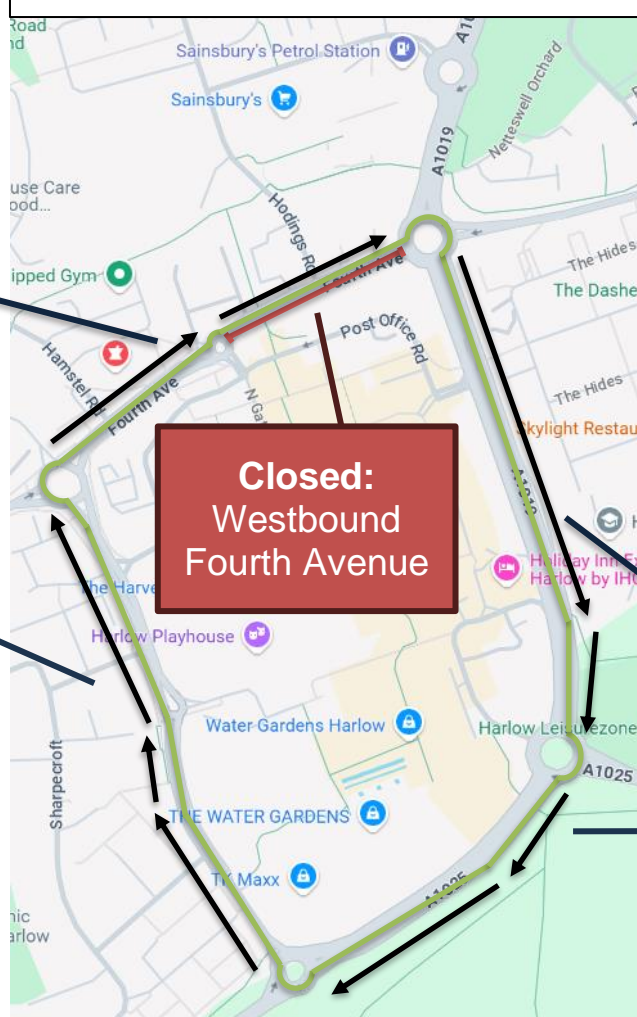 Road
nd
Sainsbury's Petrol Station
Sainsbury's
A1019
Netteswell Orchard
use Care
ood...
Hodings Rd
ipped Gym
Fourth Ave
The Hides
The Dashe
Post Office Rd
Hamstel Rd
Fourth Ave
N Ga
The Hides
Skylight Restau
Closed:
Westbound
Fourth Avenue
A1019
H
Holiday Inn Ex
Harlow by IHG
The Harve
Harlow Playhouse
Water Gardens Harlow
Harlow Leisurezone
A1025
Sharpecroft
THE WATER GARDENS
TK Maxx
A1025
nic
arlow